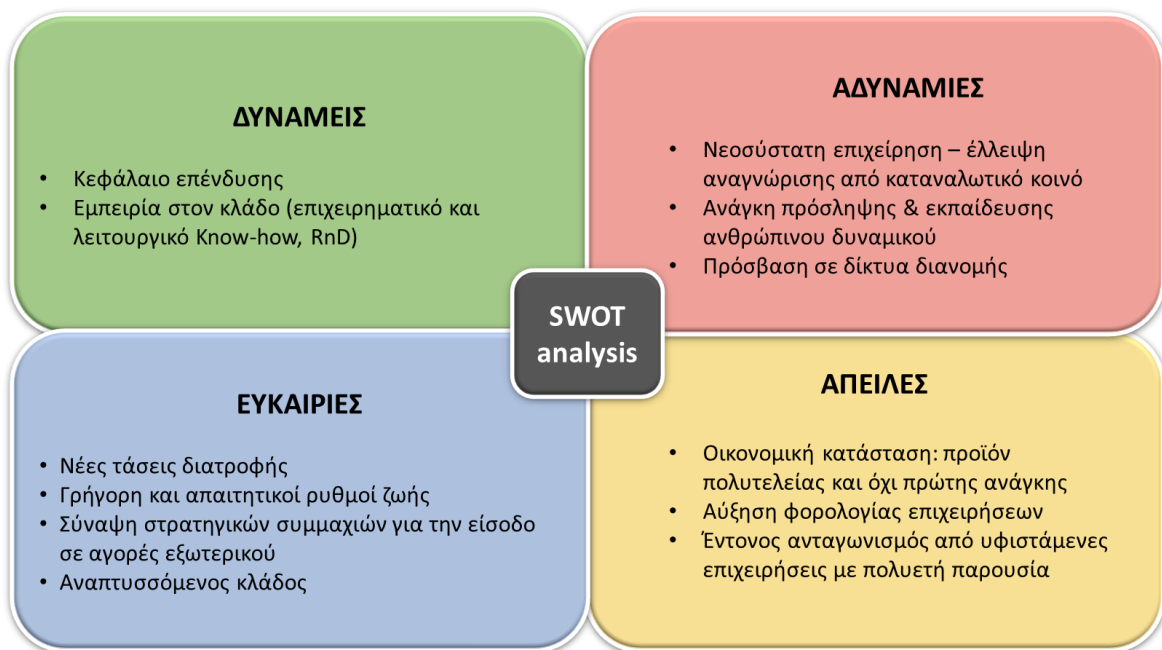 ΔΥΝΑΜΕΙΣ
• Κεφάλαιο επένδυσης
• Εμπειρία στον κλάδο (επιχειρηματικό και
λειτουργικό Know-how, RnD)
ΑΔΥΝΑΜΙΕΣ
• Νεοσύστατη επιχείρηση – έλλειψη
αναγνώρισης από καταναλωτικό κοινό
• Ανάγκη πρόσληψης & εκπαίδευσης
ανθρώπινου δυναμικού
• Πρόσβαση σε δίκτυα διανομής
SWOT
analysis
ΕΥΚΑΙΡΙΕΣ
• Νέες τάσεις διατροφής
• Γρήγορη και απαιτητικοί ρυθμοί ζωής
• Σύναψη στρατηγικών συμμαχιών για την είσοδο
σε αγορές εξωτερικού
• Αναπτυσσόμενος κλάδος
ΑΠΕΙΛΕΣ
• Οικονομική κατάσταση: προϊόν
πολυτελείας και όχι πρώτης ανάγκης
• Αύξηση φορολογίας επιχειρήσεων
• Έντονος ανταγωνισμός από υφιστάμενες
επιχειρήσεις με πολυετή παρουσία